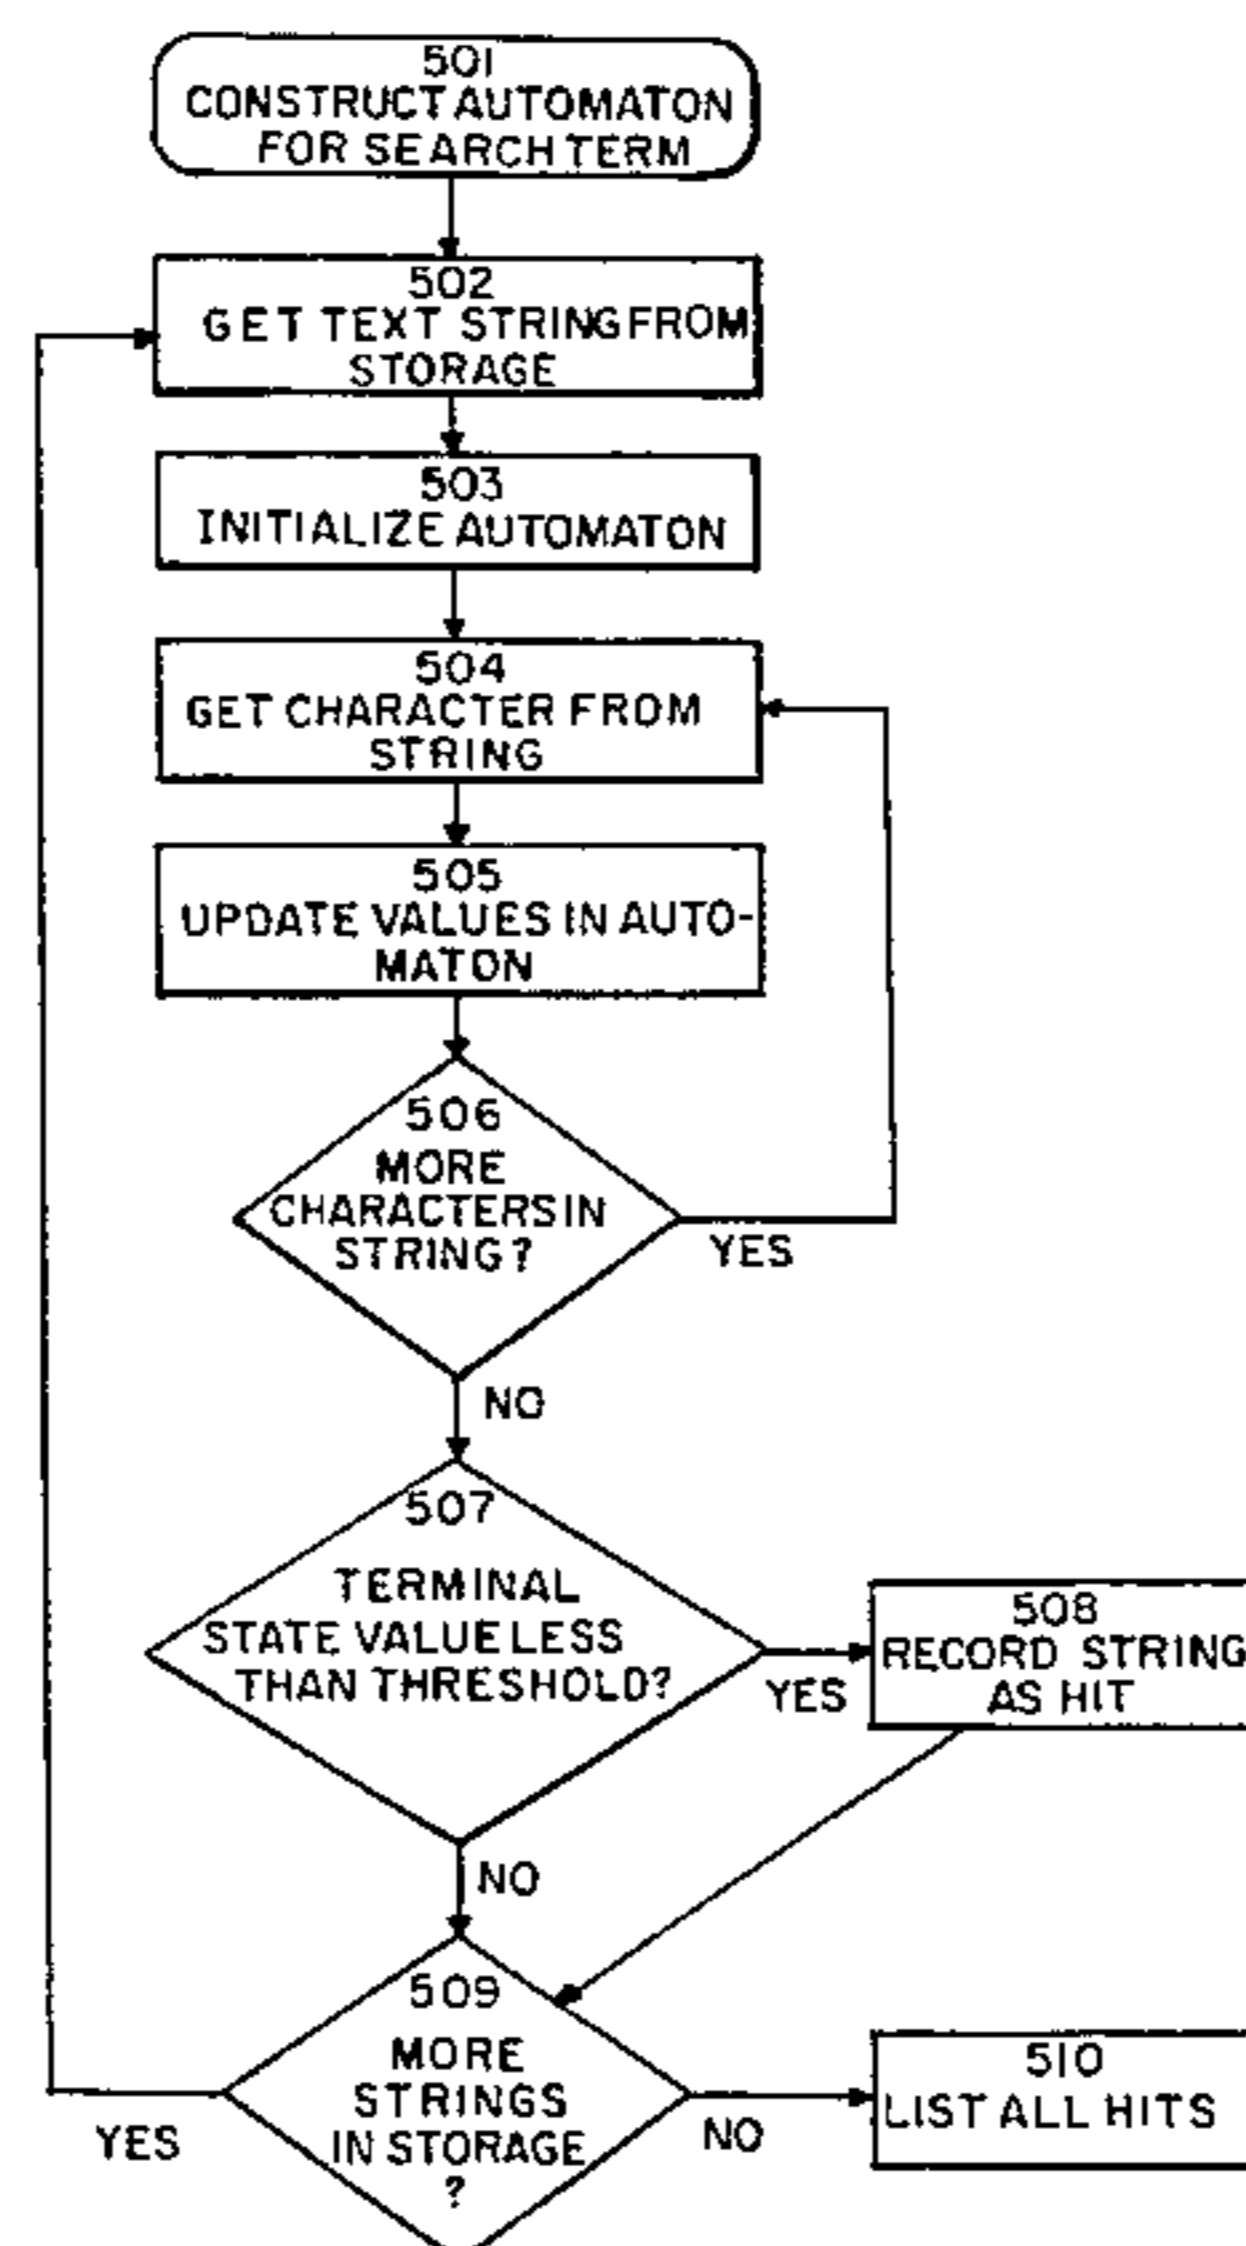 501
CONSTRUCT AUTOMATON
FOR SEARCH TERM
502
GET TEXT STRING FROM
STORAGE
503
INITIALIZE AUTOMATON
504
GET CHARACTER FROM
STRING
505
UPDATE VALUES IN AUTO-
MATON
506
MORE
CHARACTERS IN
STRING?
YES
NO
507
TERMINAL
STATE VALUE LESS
THAN THRESHOLD?
YES
508
RECORD STRING
AS HIT
NO
509
MORE
STRINGS
IN STORAGE
?
YES
NO
510
LIST ALL HITS